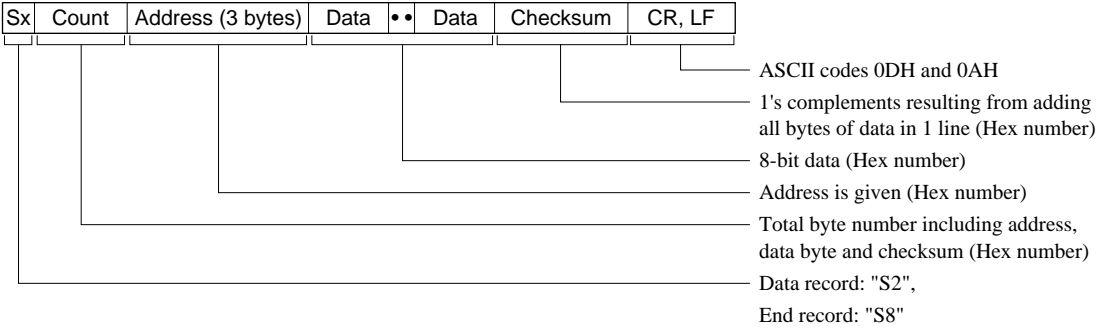 Sx Count Address (3 bytes) Data •• Data Checksum CR, LF
ASCII codes 0DH and 0AH
1's complements resulting from adding
all bytes of data in 1 line (Hex number)
8-bit data (Hex number)
Address is given (Hex number)
Total byte number including address,
data byte and checksum (Hex number)
Data record: "S2",
End record: "S8"